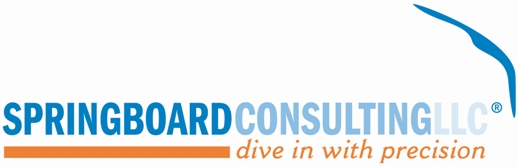 SPRINGBOARDCONSULTINGLLC®
dive in with precision